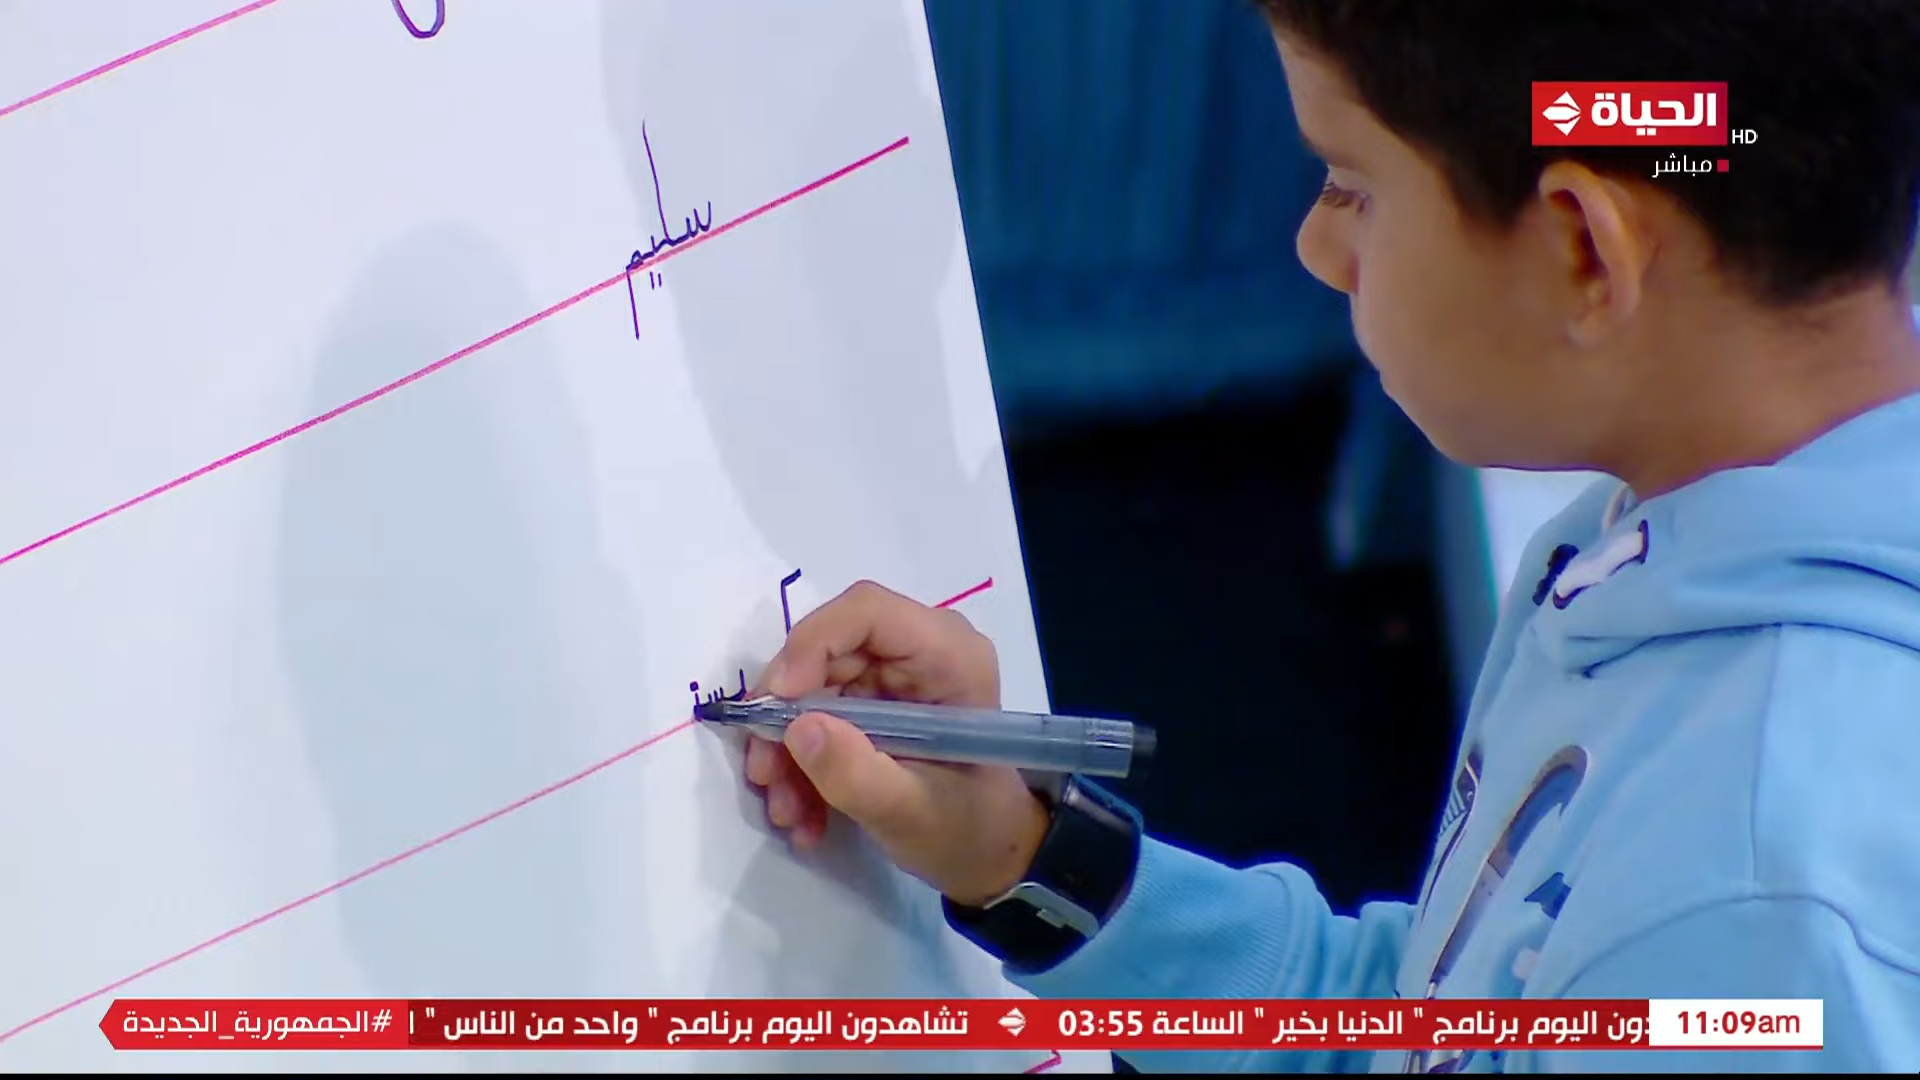 الحياة
HD
مباشر
سليم
11:09am
دون اليوم برنامج " الدنيا بخير " الساعة 03:55 تشاهدون اليوم برنامج " واحد من الناس " ا
#الجمهورية_الجديدة